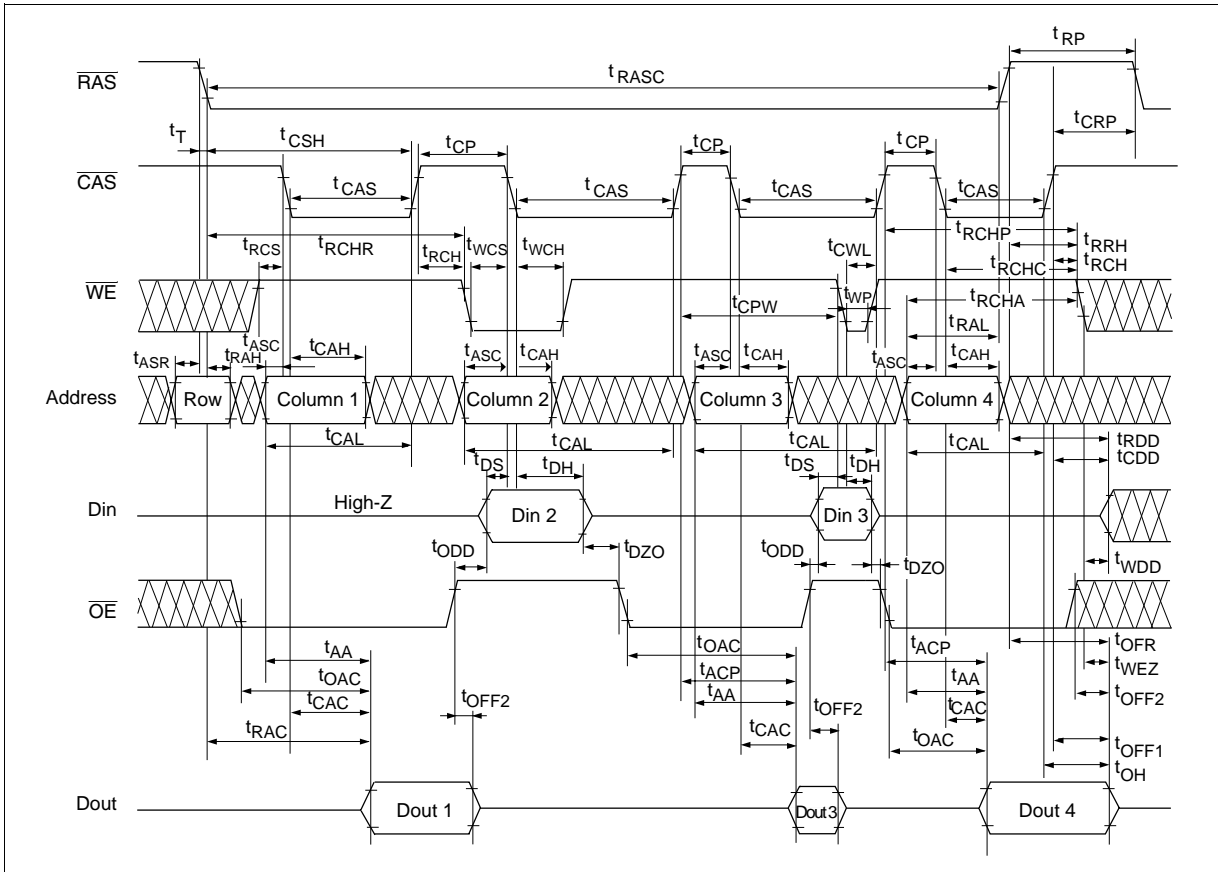 tRP
RAS
tRASC
tT
tCSH
tCP
tCP
tCP
tCRP
CAS
tCAS
tCAS
tCAS
tCAS
tRCHR
tRCHP
tRCS
tRCH
tWCS
tWCH
tCWL
tRRH
tRCHC
tRCH
WE
tCPW
tWP
tRCHA
tASR
tRAH
tASC
tCAH
tASC
tCAH
tASC
tCAH
tASC
tRAL
tCAH
Address
Row
Column 1
Column 2
Column 3
Column 4
tCAL
tCAL
tCAL
tCAL
tRDD
tCDD
tDS
tDH
tDS
tDH
Din
High-Z
Din 2
Din 3
tODD
tDZO
tODD
tDZO
tWDD
OE
tAA
tOAC
tACP
tOFR
tOAC
tACP
tAA
tWEZ
tCAC
tOFF2
tAA
tOFF2
tCAC
tOFF2
tRAC
tCAC
tOAC
tOFF1
tOH
Dout
Dout 1
Dout3
Dout 4